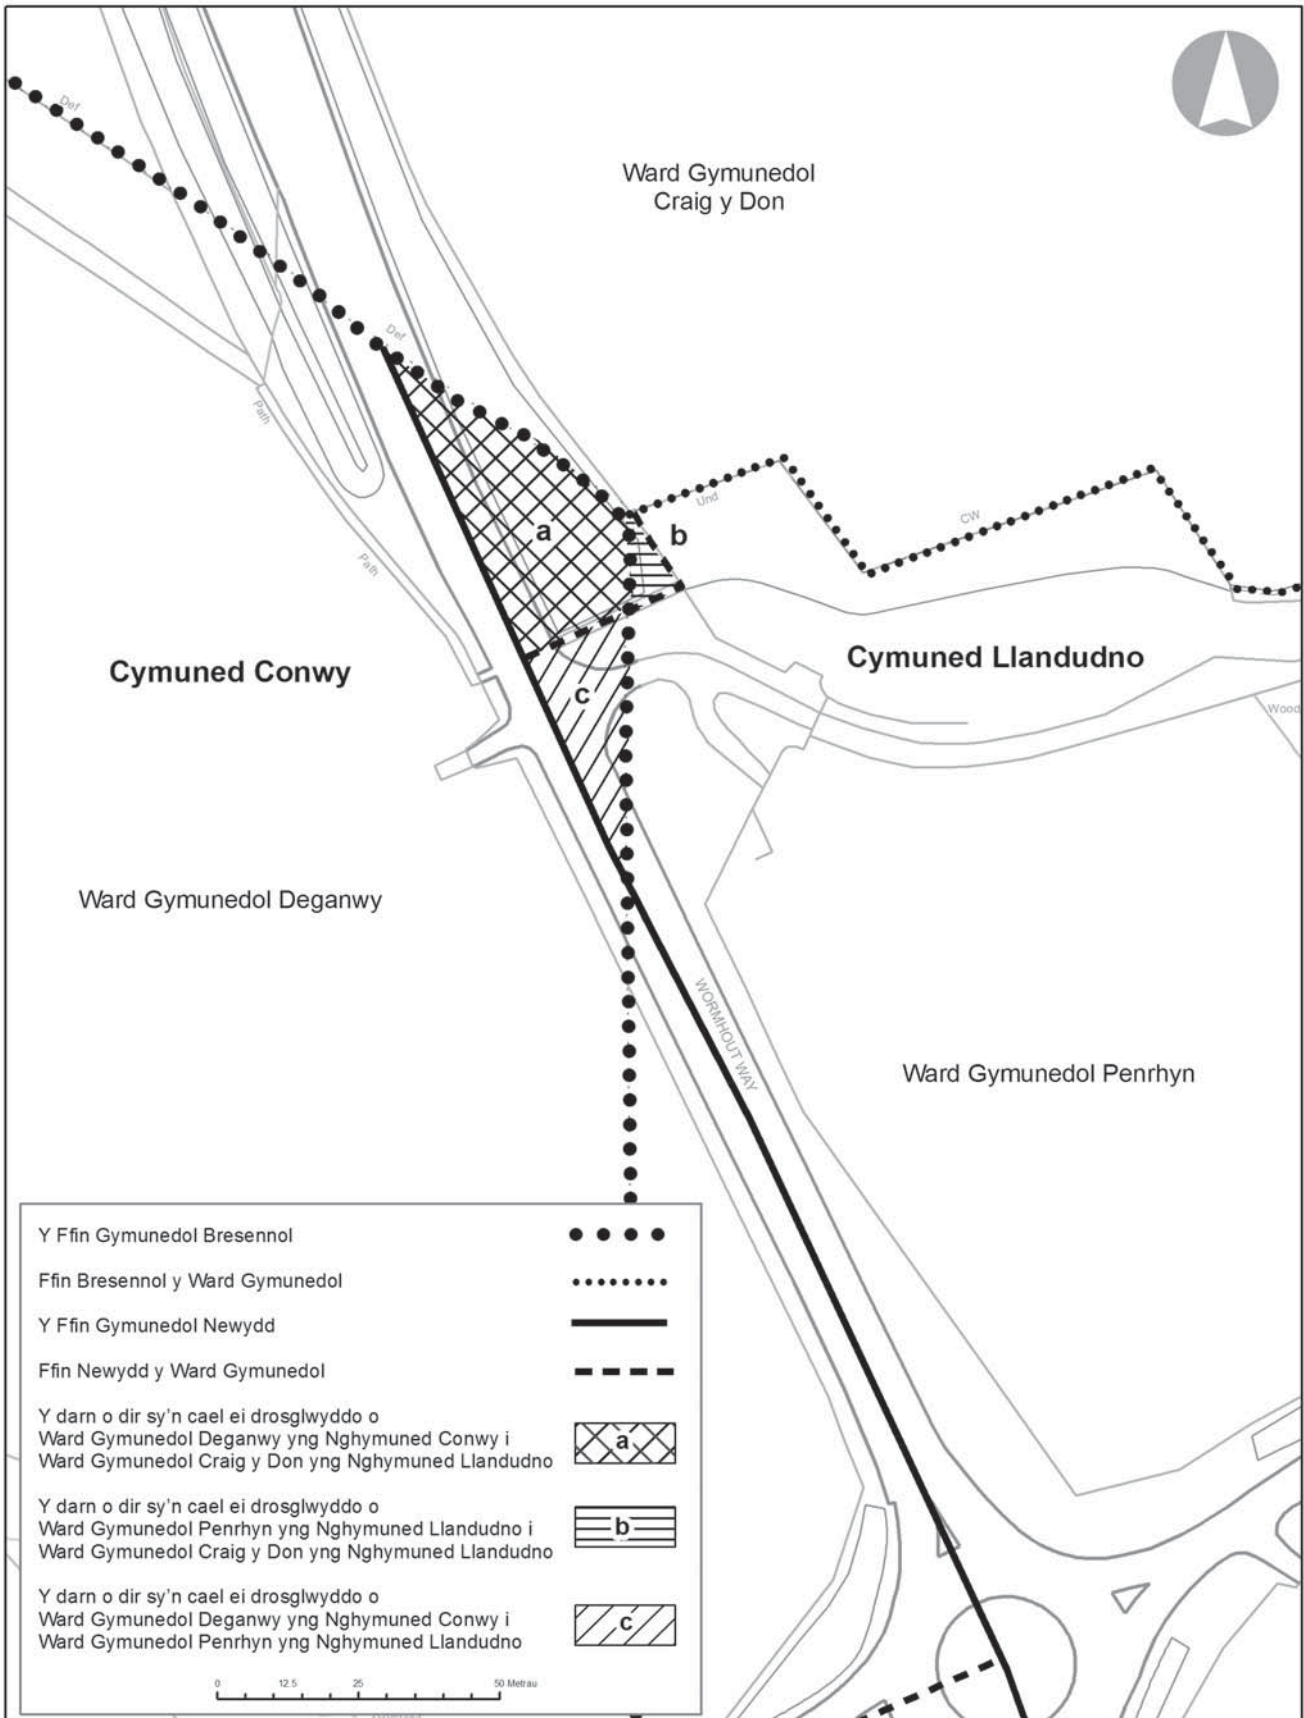 Def
Ward Gymunedol
Craig y Don
Def
Path
Und
CW
a
b
Path
Cymuned Conwy
Cymuned Llandudno
c
Wood
Ward Gymunedol Deganwy
WORMHOUT WAY
Ward Gymunedol Penrhyn
Y Ffin Gymunedol Bresennol
Ffin Bresennol y Ward Gymunedol
Y Ffin Gymunedol Newydd
Ffin Newydd y Ward Gymunedol
Y darn o dir sy'n cael ei drosglwyddo o
Ward Gymunedol Deganwy yng Nghymuned Conwy i
Ward Gymunedol Craig y Don yng Nghymuned Llandudno
a
Y darn o dir sy'n cael ei drosglwyddo o
Ward Gymunedol Penrhyn yng Nghymuned Llandudno i
Ward Gymunedol Craig y Don yng Nghymuned Llandudno
b
Y darn o dir sy'n cael ei drosglwyddo o
Ward Gymunedol Deganwy yng Nghymuned Conwy i
Ward Gymunedol Penrhyn yng Nghymuned Llandudno
c
0 12.5 25 50 Metrau